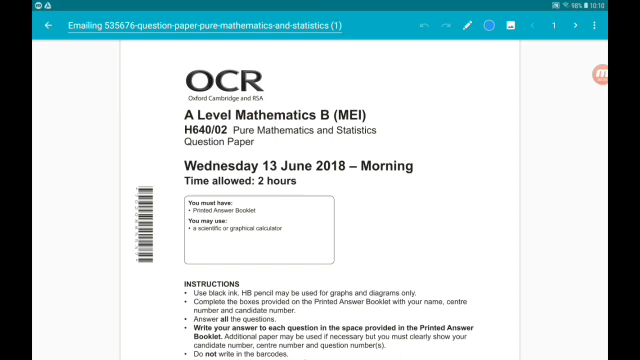 98% 10:10
Emailing 535676-question-paper-pure-mathematics-and-statistics (1)
1
OCR
Oxford Cambridge and RSA
A Level Mathematics B (MEI)
H640/02 Pure Mathematics and Statistics
Question Paper
Wednesday 13 June 2018 – Morning
Time allowed: 2 hours
You must have:
• Printed Answer Booklet
You may use:
• a scientific or graphical calculator
INSTRUCTIONS
• Use black ink. HB pencil may be used for graphs and diagrams only.
• Complete the boxes provided on the Printed Answer Booklet with your name, centre
number and candidate number.
• Answer all the questions.
• Write your answer to each question in the space provided in the Printed Answer
Booklet. Additional paper may be used if necessary but you must clearly show your
candidate number, centre number and question number(s).
• Do not write in the barcodes.